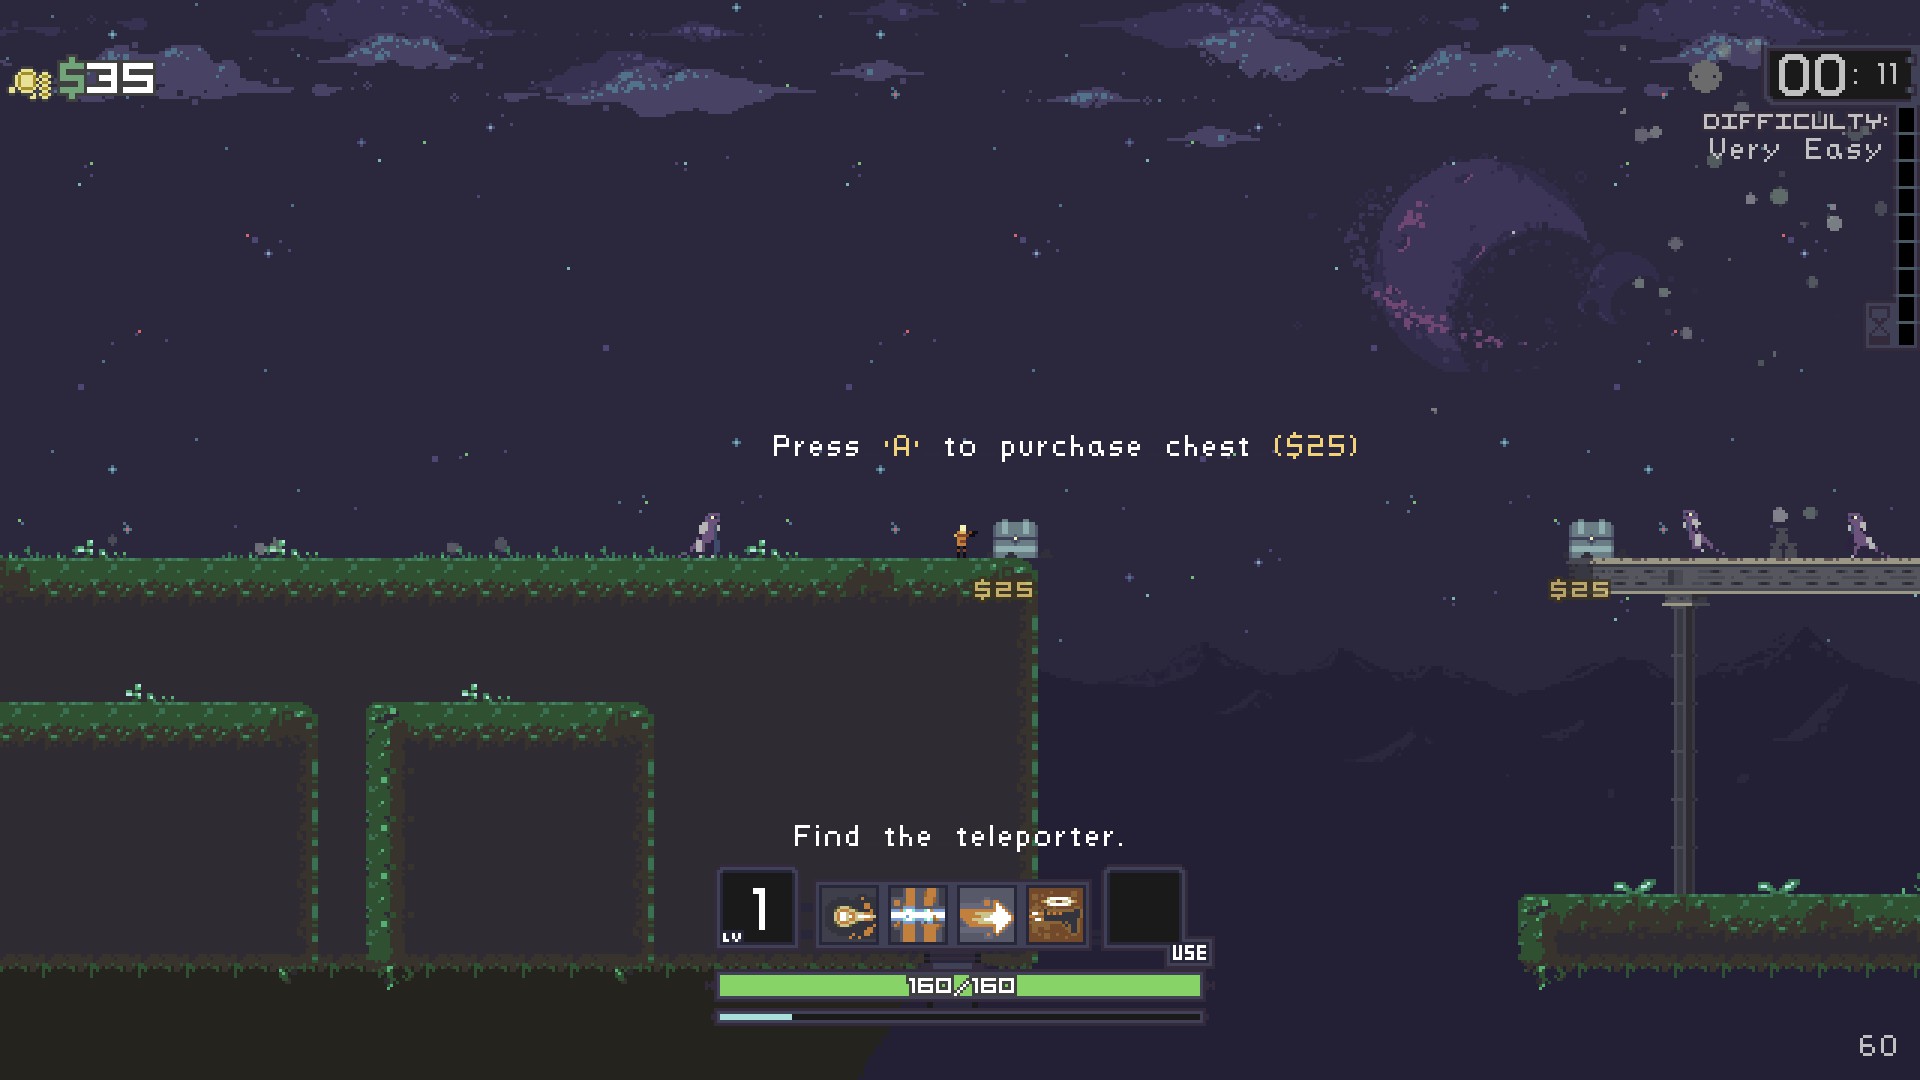 $35
00:11
DIFFICULTY:
Very Easy
Press 'A' to purchase chest ($25)
$25
$25
Find the teleporter.
1
LV
USE
160/160
60